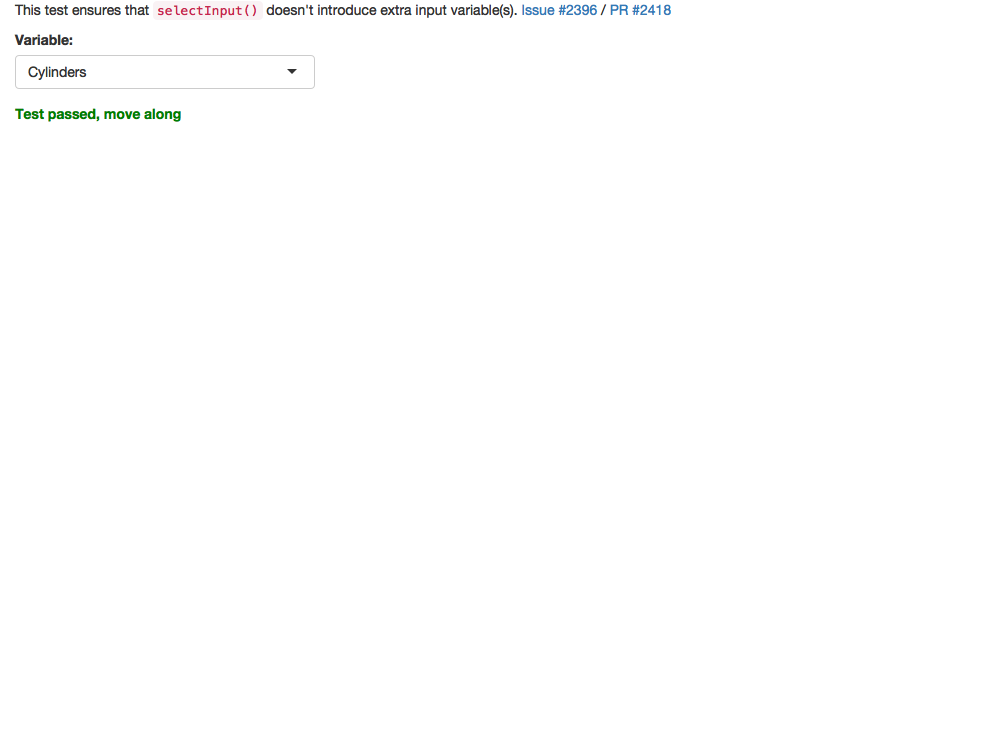 This test ensures that selectInput() doesn't introduce extra input variable(s). Issue #2396 / PR #2418
Variable:
Cylinders
Test passed, move along